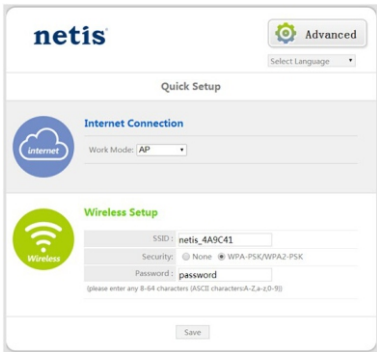 netis
Advanced
Select Language
Quick Setup
Internet Connection
internet
Work Mode: AP
Wireless Setup
Wireless
SSID: netis_4A9C41
Security: None WPA-PSK/WPA2-PSK
Password: password
(please enter any 8-64 characters (ASCII characters:A-Z,a-z,0-9))
Save